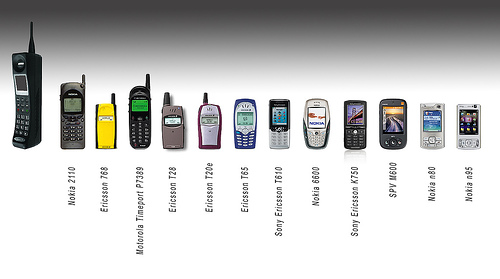 Nokia 2110
Ericsson 768
Motorola Timeport P7389
Ericsson T28
Ericsson T20e
Ericsson T65
Sony Ericsson T610
Nokia 6600
Sony Ericsson K750
SPV M600
Nokia n80
Nokia n95
NOKIA